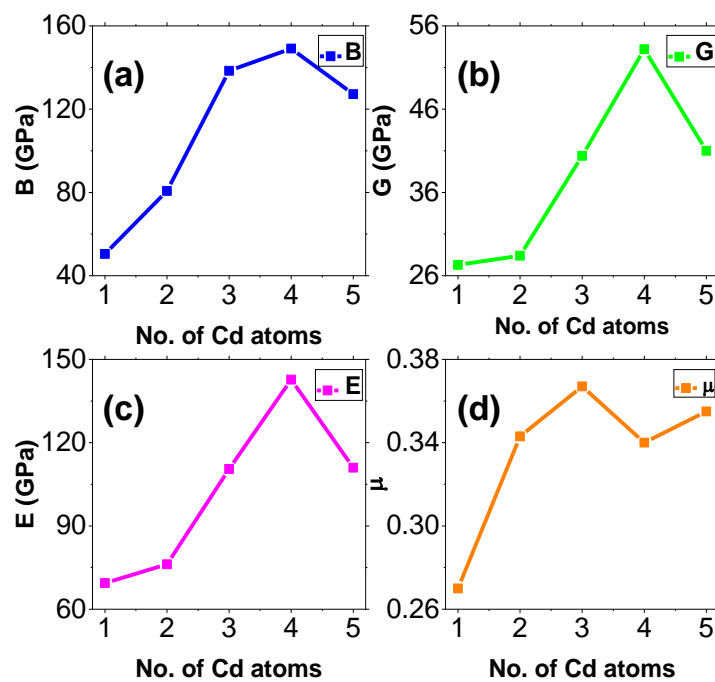 160
120
80
40
B (GPa)
(a)
B
1 2 3 4 5
No. of Cd atoms
56
46
36
26
G (GPa)
(b)
G
1 2 3 4 5
No. of Cd atoms
150
120
90
60
E (GPa)
(c)
E
1 2 3 4 5
No. of Cd atoms
0.38
0.34
0.30
0.26
μ
(d)
μ
1 2 3 4 5
No. of Cd atoms